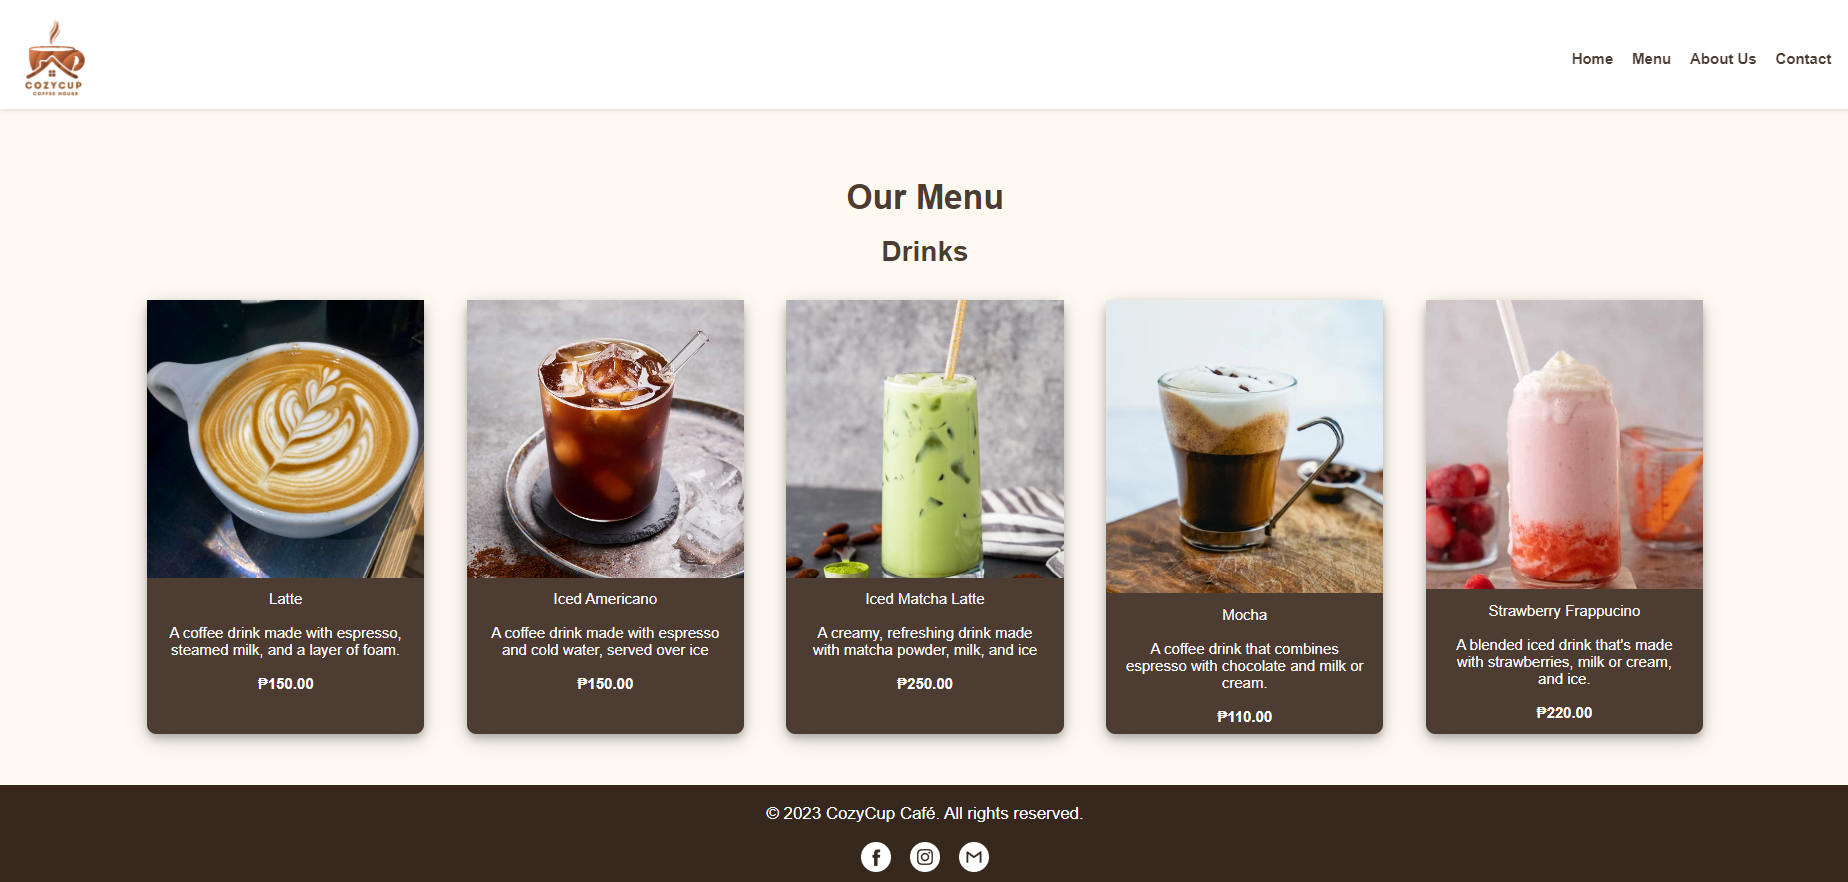 COZYCUP
COFFEE HOUSE
Home Menu About Us Contact
Our Menu
Drinks
Latte
A coffee drink made with espresso,
steamed milk, and a layer of foam.
₱150.00
Iced Americano
A coffee drink made with espresso
and cold water, served over ice
₱150.00
Iced Matcha Latte
A creamy, refreshing drink made
with matcha powder, milk, and ice
₱250.00
Mocha
A coffee drink that combines
espresso with chocolate and milk or
cream.
₱110.00
Strawberry Frappucino
A blended iced drink that's made
with strawberries, milk or cream,
and ice.
₱220.00
© 2023 CozyCup Café. All rights reserved.